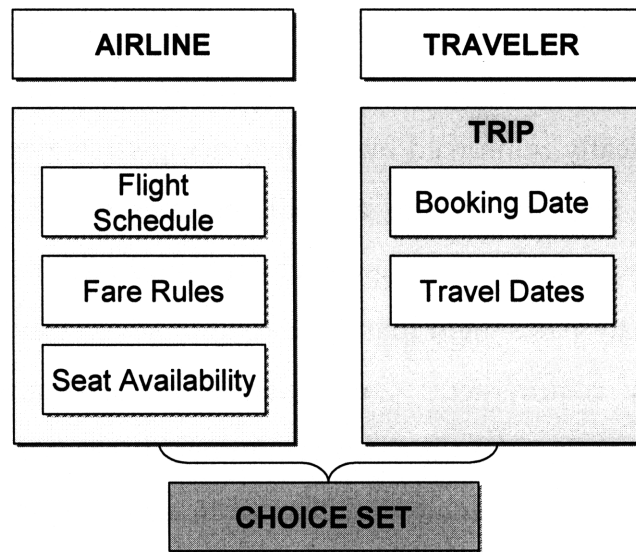 AIRLINE
TRAVELER
Flight
Schedule
Fare Rules
Seat Availability
TRIP
Booking Date
Travel Dates
CHOICE SET